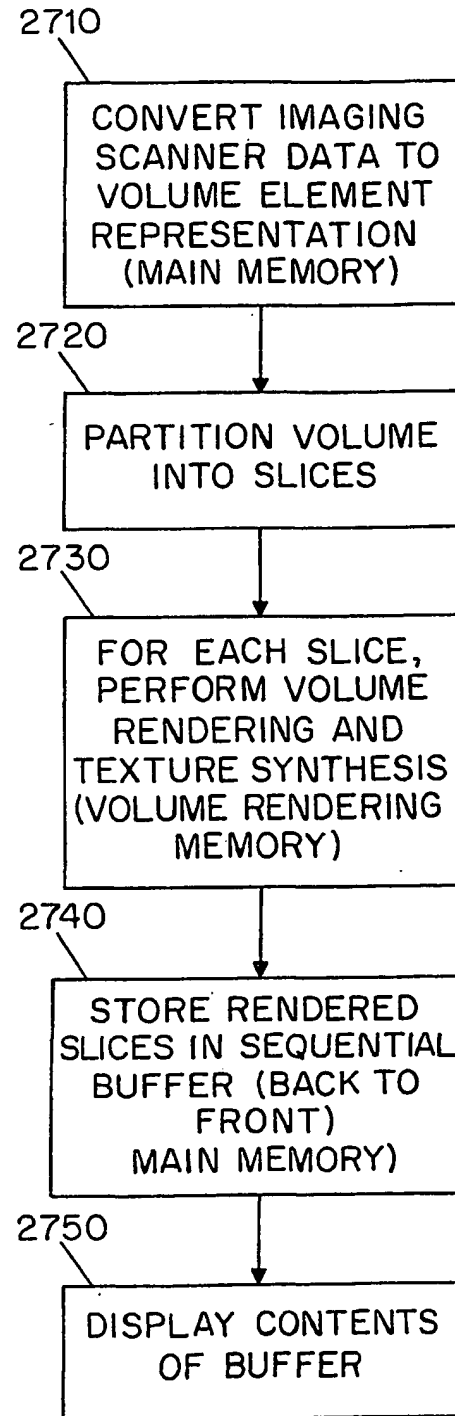 2710
CONVERT IMAGING
SCANNER DATA TO
VOLUME ELEMENT
REPRESENTATION
(MAIN MEMORY)
2720
PARTITION VOLUME
INTO SLICES
2730
FOR EACH SLICE,
PERFORM VOLUME
RENDERING AND
TEXTURE SYNTHESIS
(VOLUME RENDERING
MEMORY)
2740
STORE RENDERED
SLICES IN SEQUENTIAL
BUFFER (BACK TO
FRONT)
MAIN MEMORY)
2750
DISPLAY CONTENTS
OF BUFFER